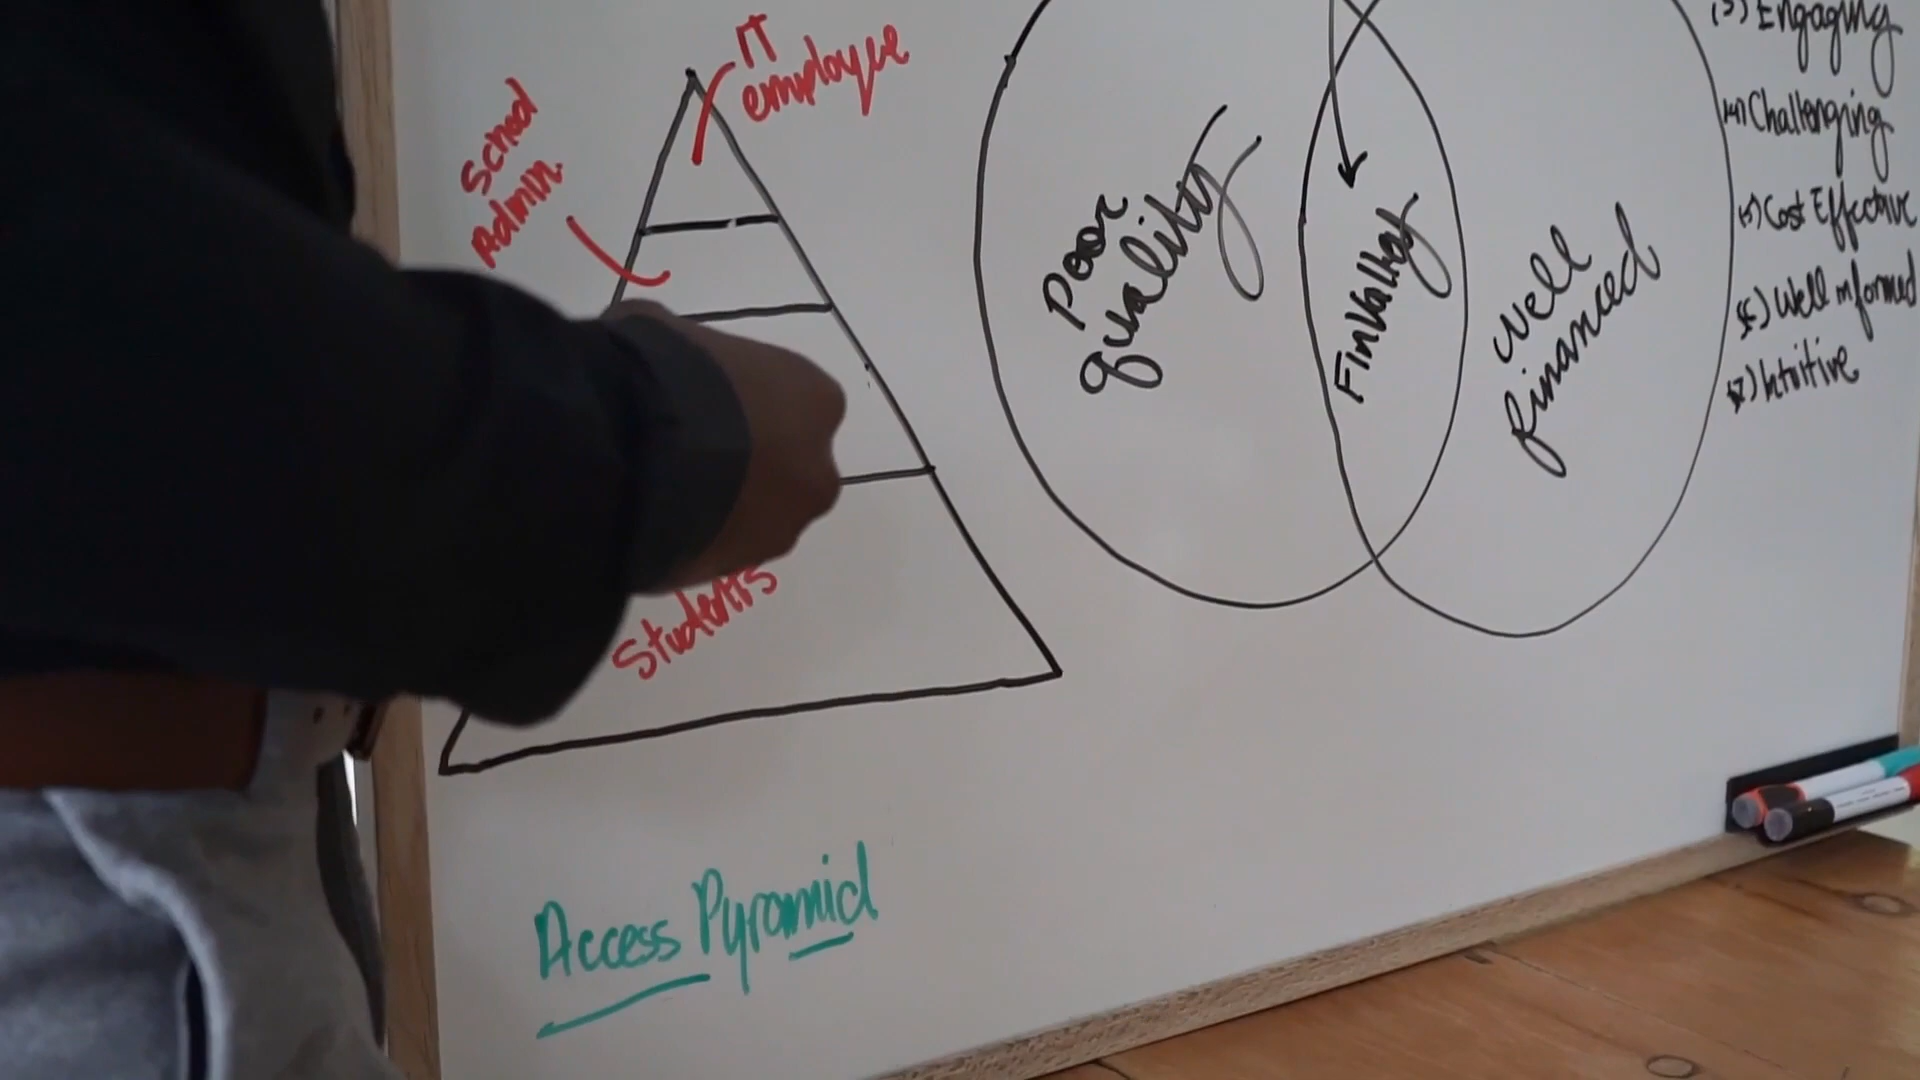 IT
employee
School
Admin.
Students
Access Pyramid
Poor
quality
FinVallgy
Well
financed
(3) Engaging
(4) Challenging
(5) Cost Effective
(6) Well informed
(7) Intuitive